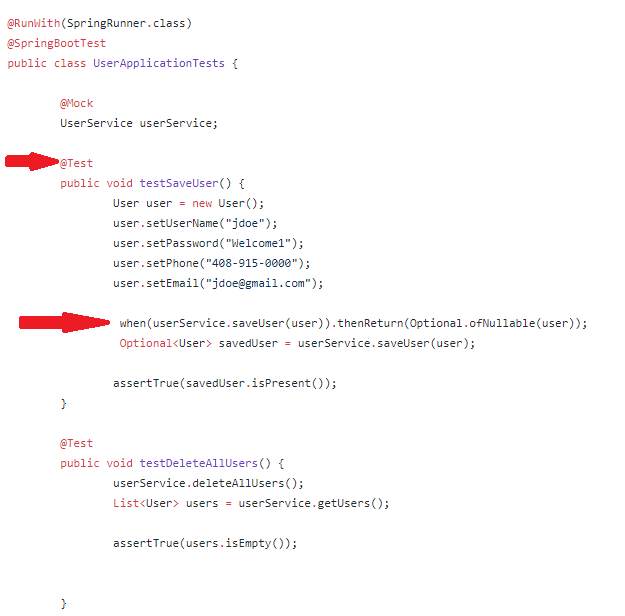 @RunWith(SpringRunner.class)
@SpringBootTest
public class UserApplicationTests {
@Mock
UserService userService;
@Test
public void testSaveUser() {
User user = new User();
user.setUserName("jdoe");
user.setPassword("Welcome1");
user.setPhone("408-915-0000");
user.setEmail("jdoe@gmail.com");
when(userService.saveUser(user)).thenReturn(Optional.ofNullable(user));
Optional<User> savedUser = userService.saveUser(user);
assertTrue(savedUser.isPresent());
}
@Test
public void testDeleteAllUsers() {
userService.deleteAllUsers();
List<User> users = userService.getUsers();
assertTrue(users.isEmpty());
}